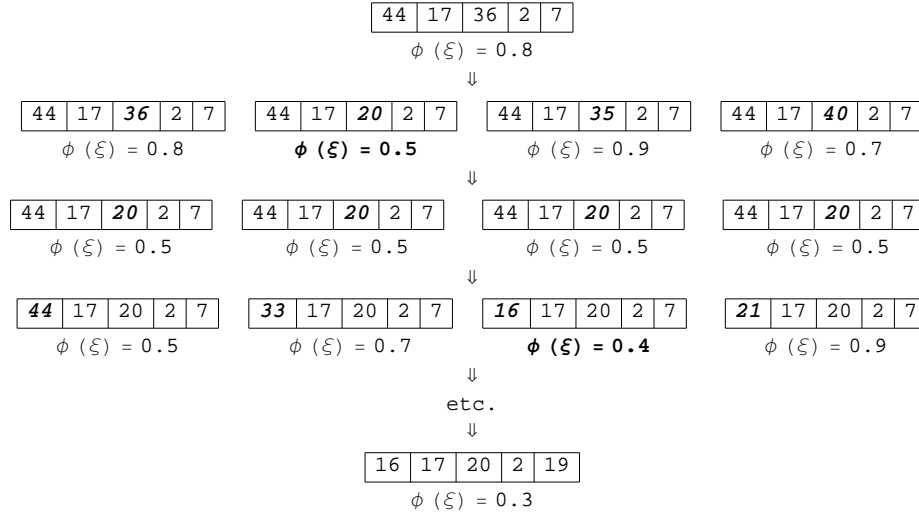 44 17 36 2 7
ϕ (ξ) = 0.8
⇓
44 17 36 2 7 44 17 20 2 7 44 17 35 2 7 44 17 40 2 7
ϕ (ξ) = 0.8 ϕ (ξ) = 0.5 ϕ (ξ) = 0.9 ϕ (ξ) = 0.7
⇓
44 17 20 2 7 44 17 20 2 7 44 17 20 2 7 44 17 20 2 7
ϕ (ξ) = 0.5 ϕ (ξ) = 0.5 ϕ (ξ) = 0.5 ϕ (ξ) = 0.5
⇓
44 17 20 2 7 33 17 20 2 7 16 17 20 2 7 21 17 20 2 7
ϕ (ξ) = 0.5 ϕ (ξ) = 0.7 ϕ (ξ) = 0.4 ϕ (ξ) = 0.9
⇓
etc.
⇓
16 17 20 2 19
ϕ (ξ) = 0.3